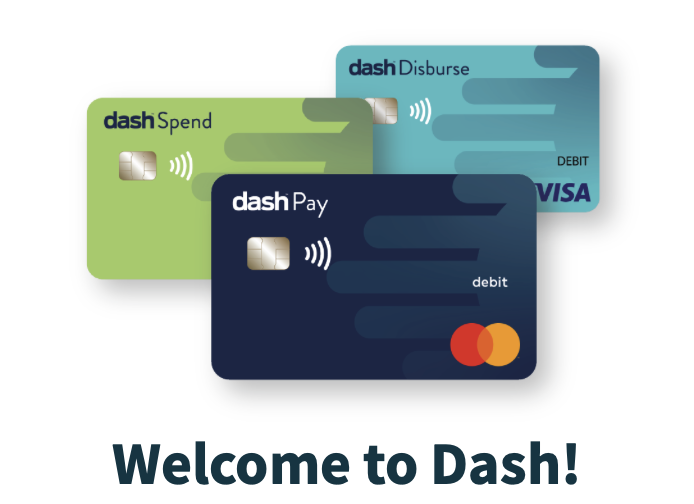 dash Disburse
dash Spend
DEBIT
VISA
dash Pay
debit
Welcome to Dash!